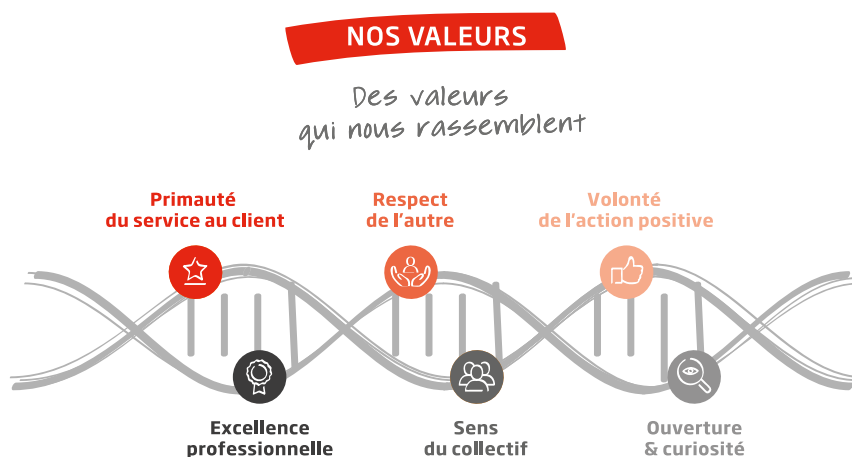 NOS VALEURS
Des valeurs
qui nous rassemblent
Primauté
du service au client
Respect
de l'autre
Volonté
de l'action positive
Excellence
professionnelle
Sens
du collectif
Ouverture
& curiosité